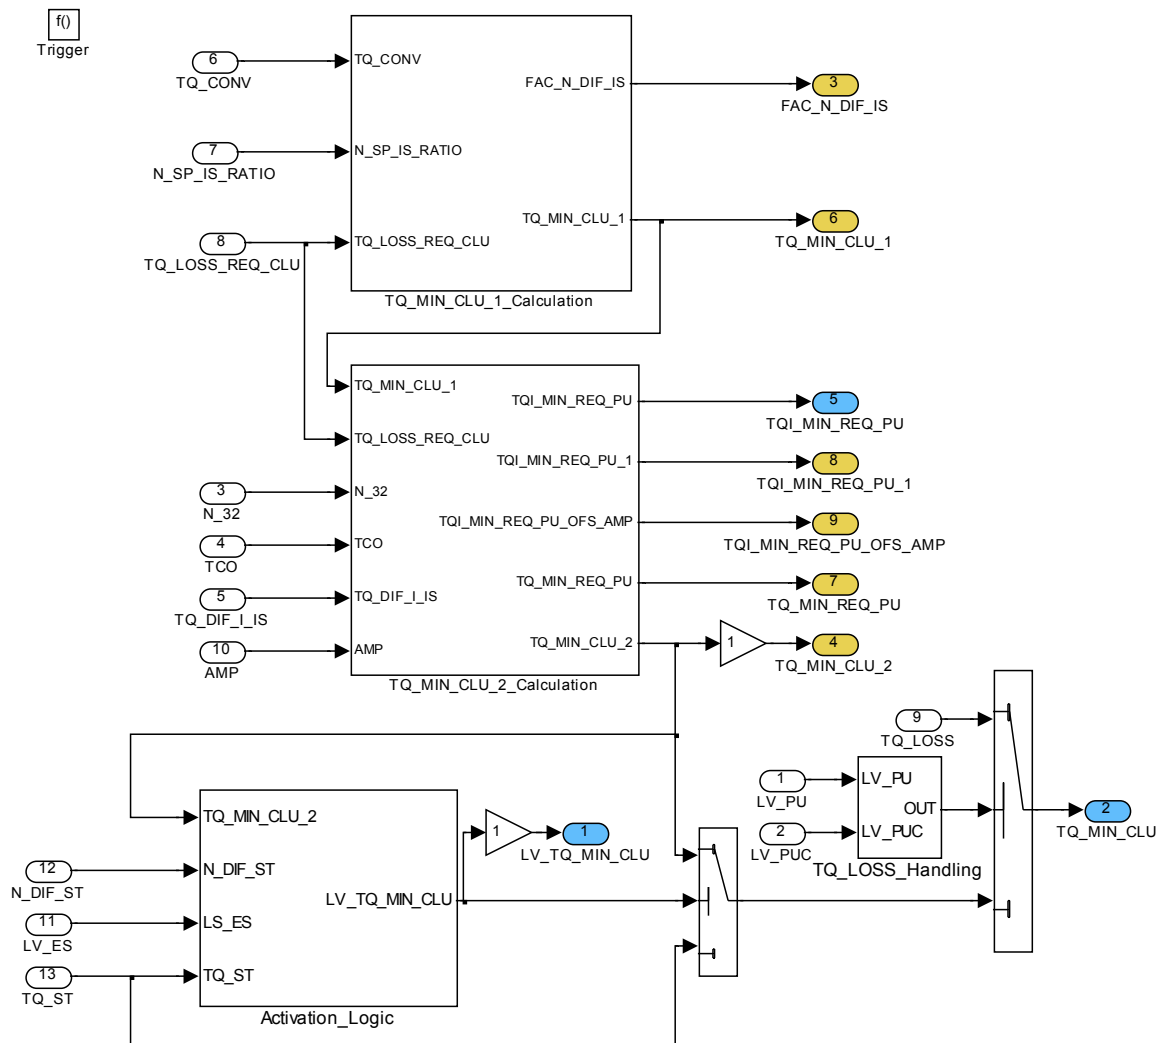 f()
Trigger
6
TQ_CONV
7
N_SP_IS_RATIO
8
TQ_LOSS_REQ_CLU
TQ_CONV
N_SP_IS_RATIO
TQ_LOSS_REQ_CLU
FAC_N_DIF_IS
TQ_MIN_CLU_1
TQ_MIN_CLU_1_Calculation
3
FAC_N_DIF_IS
6
TQ_MIN_CLU_1
3
N_32
4
TCO
5
TQ_DIF_I_IS
10
AMP
TQ_MIN_CLU_1
TQ_LOSS_REQ_CLU
N_32
TCO
TQ_DIF_I_IS
AMP
TQI_MIN_REQ_PU
TQI_MIN_REQ_PU_1
TQI_MIN_REQ_PU_OFS_AMP
TQ_MIN_REQ_PU
TQ_MIN_CLU_2
TQ_MIN_CLU_2_Calculation
5
TQI_MIN_REQ_PU
8
TQI_MIN_REQ_PU_1
9
TQI_MIN_REQ_PU_OFS_AMP
7
TQ_MIN_REQ_PU
1
4
TQ_MIN_CLU_2
12
N_DIF_ST
11
LV_ES
13
TQ_ST
TQ_MIN_CLU_2
N_DIF_ST
LS_ES
TQ_ST
LV_TQ_MIN_CLU
Activation_Logic
1
1
LV_TQ_MIN_CLU
9
TQ_LOSS
1
LV_PU
2
LV_PUC
LV_PU
LV_PUC
OUT
TQ_LOSS_Handling
2
TQ_MIN_CLU